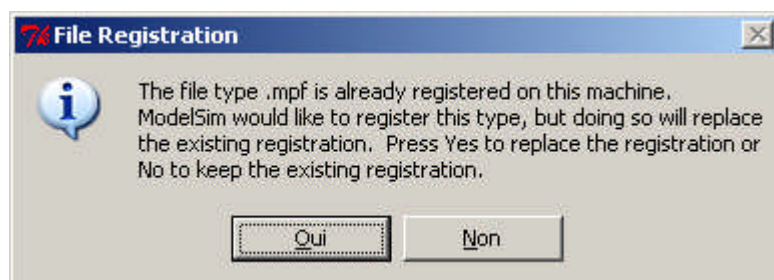 File Registration
The file type .mpf is already registered on this machine.
ModelSim would like to register this type, but doing so will replace
the existing registration.  Press Yes to replace the registration or
No to keep the existing registration.
Oui
Non